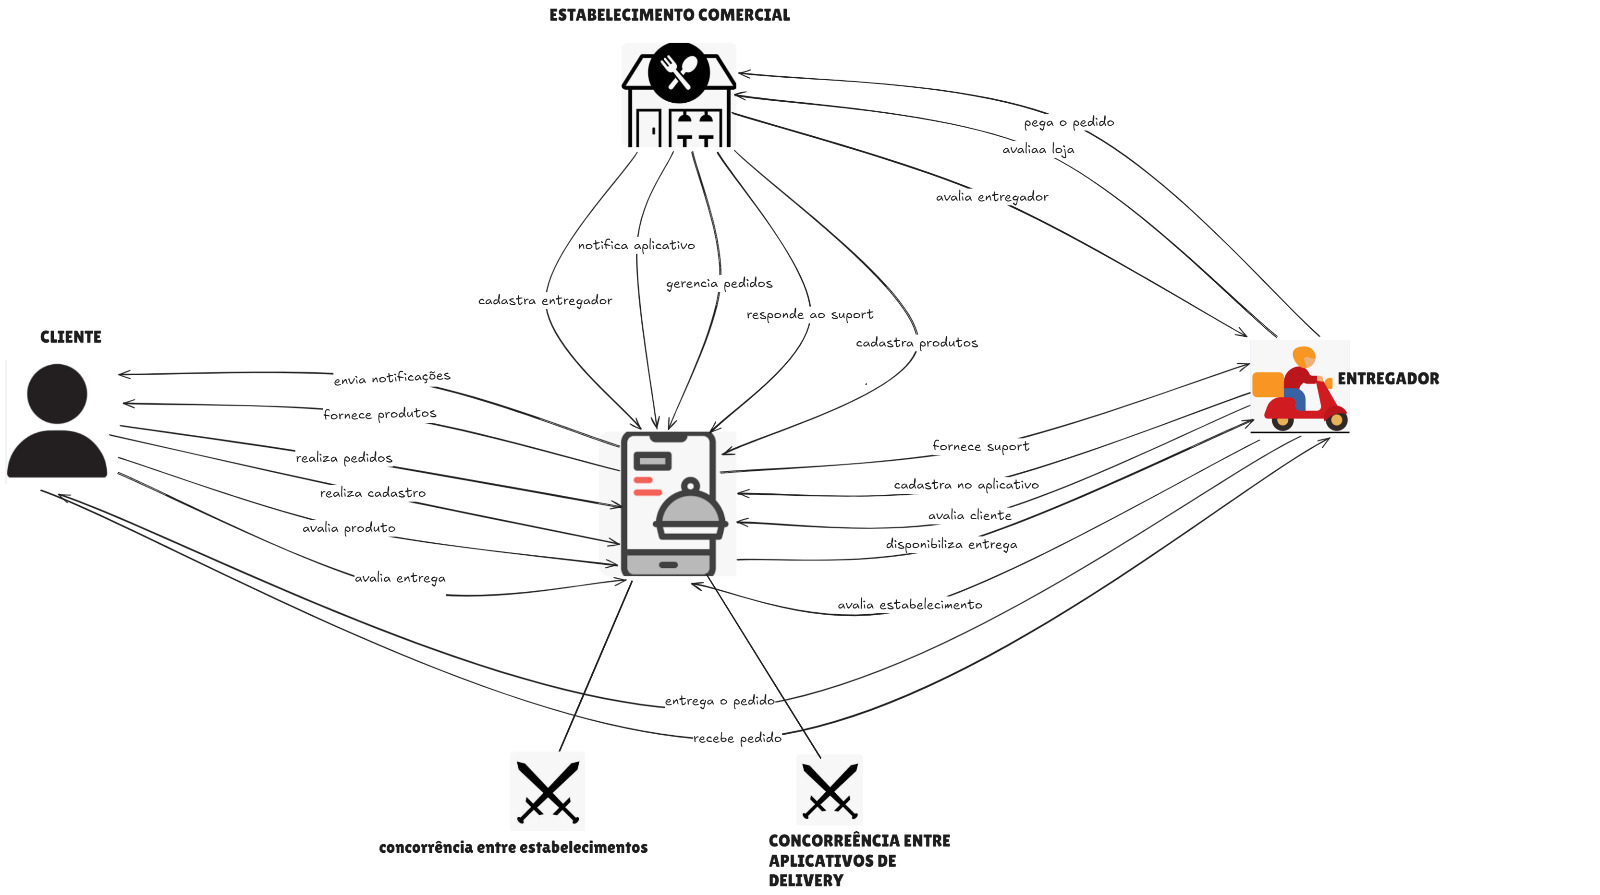 ESTABELECIMENTO COMERCIAL
pega o pedido
avaliaa loja
avalia entregador
notifica aplicativo
gerencia pedidos
cadastra entregador
responde ao suport
cadastra produtos
CLIENTE
ENTREGADOR
envia notificações
fornece produtos
realiza pedidos
realiza cadastro
avalia produto
avalia entrega
fornece suport
cadastra no aplicativo
avalia cliente
disponibiliza entrega
avalia estabelecimento
entrega o pedido
recebe pedido
concorrência entre estabelecimentos
CONCORREÊNCIA ENTRE
APLICATIVOS DE
DELIVERY